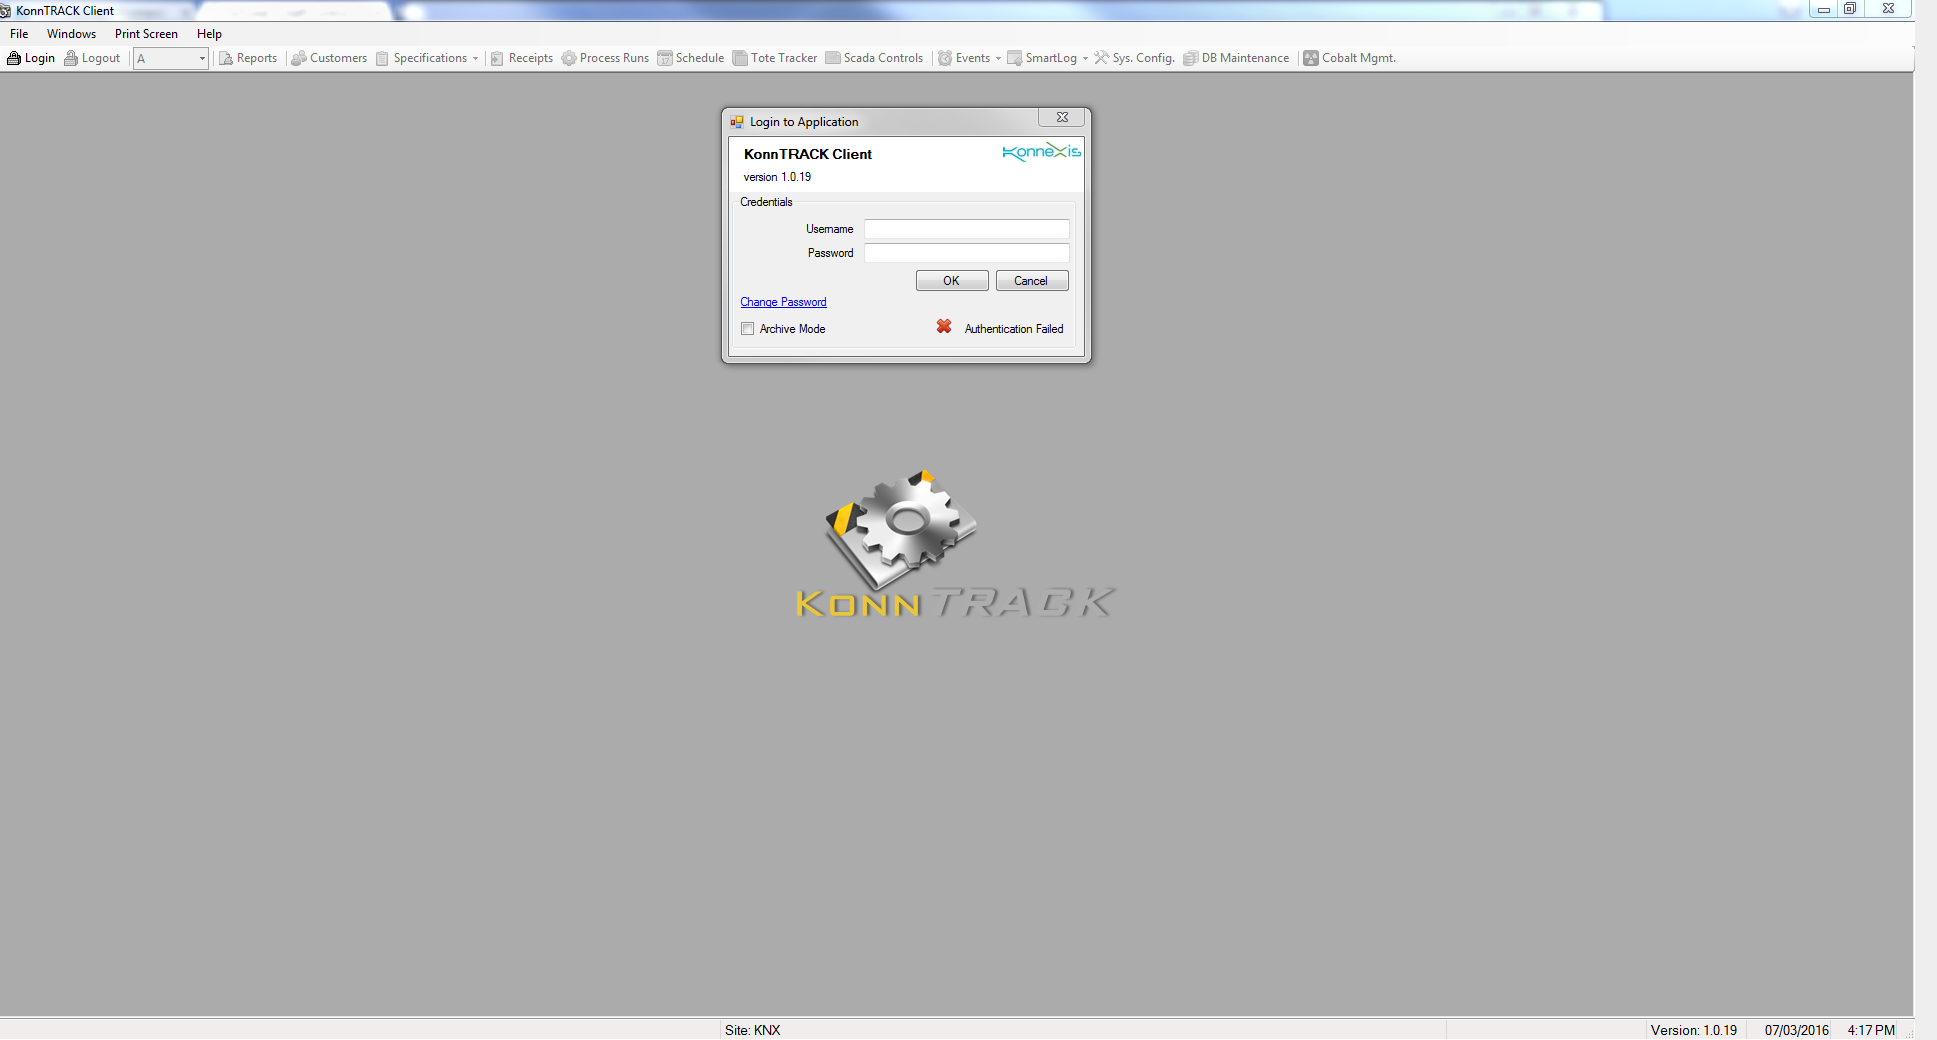 KonnTRACK Client
File Windows Print Screen Help
Login Logout A Reports Customers Specifications Receipts Process Runs 17 Schedule Tote Tracker Scada Controls Events SmartLog Sys. Config. DB Maintenance Cobalt Mgmt.
Login to Application
KonnTRACK Client Konnexis
version 1.0.19
Credentials
Username
Password
OK Cancel
Change Password
Archive Mode Authentication Failed
KONNTRACK
Site: KNX Version: 1.0.19 07/03/2016 4:17 PM